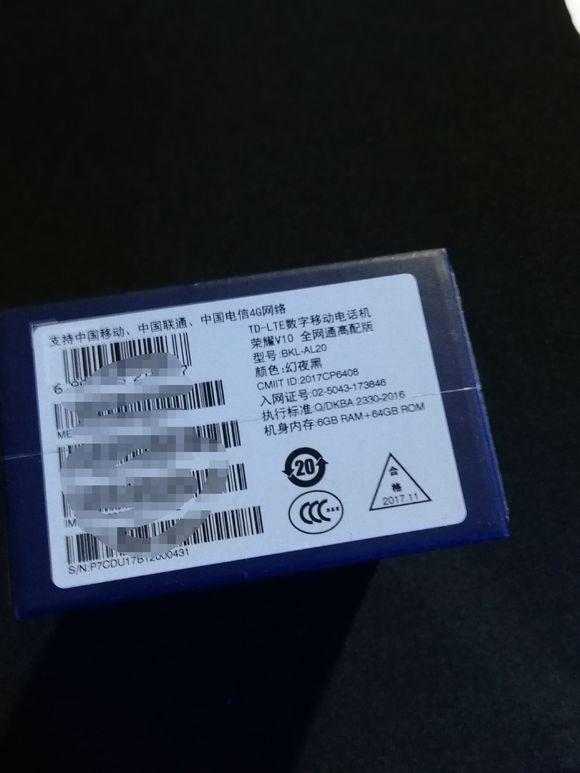 支持中国移动、中国联通、中国电信4G网络
TD-LTE数字移动电话机
荣耀V10 全网通高配版
型号:BKL-AL20
颜色:幻夜黑
CMIIT ID:2017CP6408
入网证号:02-5043-173846
执行标准:Q/DKBA 2330-2016
机身内存:6GB RAM+64GB ROM
6
ME
IM
S/N:P7CDU17B12000431
20
CCC
S&E
合
格
2017.11